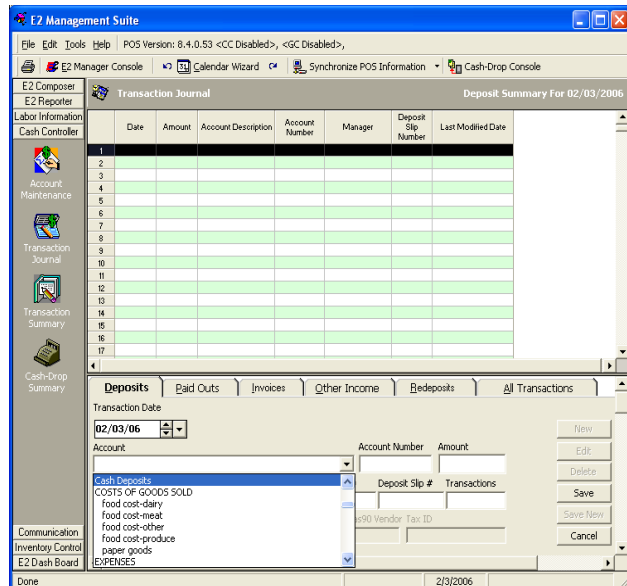 E2 Management Suite
File Edit Tools Help POS Version: 8.4.0.53 <CC Disabled>, <GC Disabled>,
E2 Manager Console Calendar Wizard Synchronize POS Information Cash-Drop Console
E2 Composer
E2 Reporter
Labor Information
Cash Controller
Account Maintenance
Transaction Journal
Transaction Summary
Cash-Drop Summary
Communication
Inventory Control
E2 Dash Board
Transaction Journal Deposit Summary For 02/03/2006
Date Amount Account Description Account Number Manager Deposit Slip Number Last Modified Date
1
2
3
4
5
6
7
8
9
10
11
12
13
14
15
16
17
Deposits Paid Outs Invoices Other Income Redeposits All Transactions
Transaction Date
02/03/06
Account Account Number Amount
Cash Deposits
COSTS OF GOODS SOLD
food cost-dairy
food cost-meat
food cost-other
food cost-produce
paper goods
EXPENSES
Deposit Slip # Transactions
Vendor Tax ID
New
Edit
Delete
Save
Save New
Cancel
Done 2/3/2006